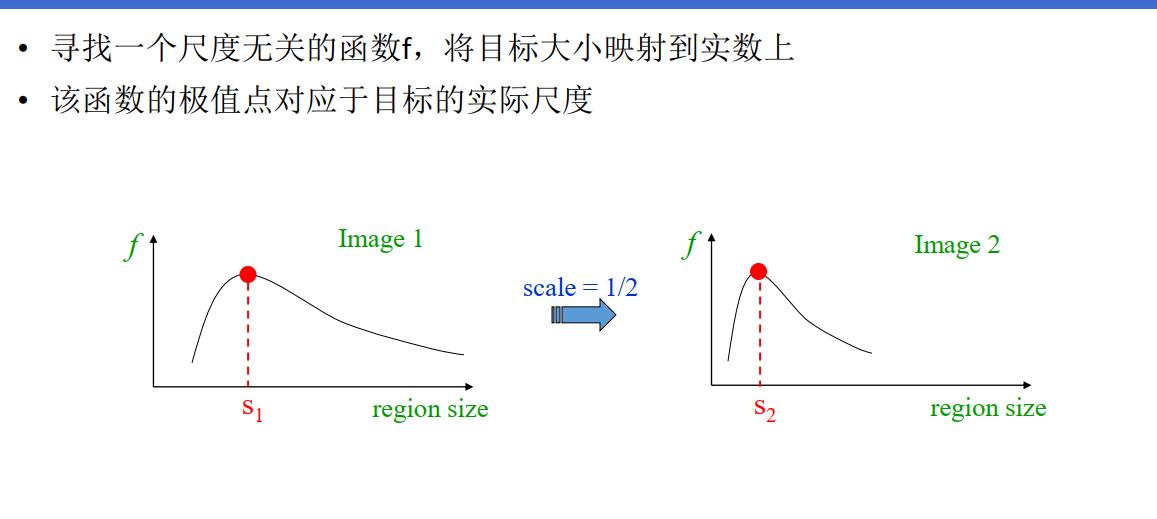 • 寻找一个尺度无关的函数f，将目标大小映射到实数上
• 该函数的极值点对应于目标的实际尺度
f
Image 1
s1
region size
scale = 1/2
f
Image 2
s2
region size